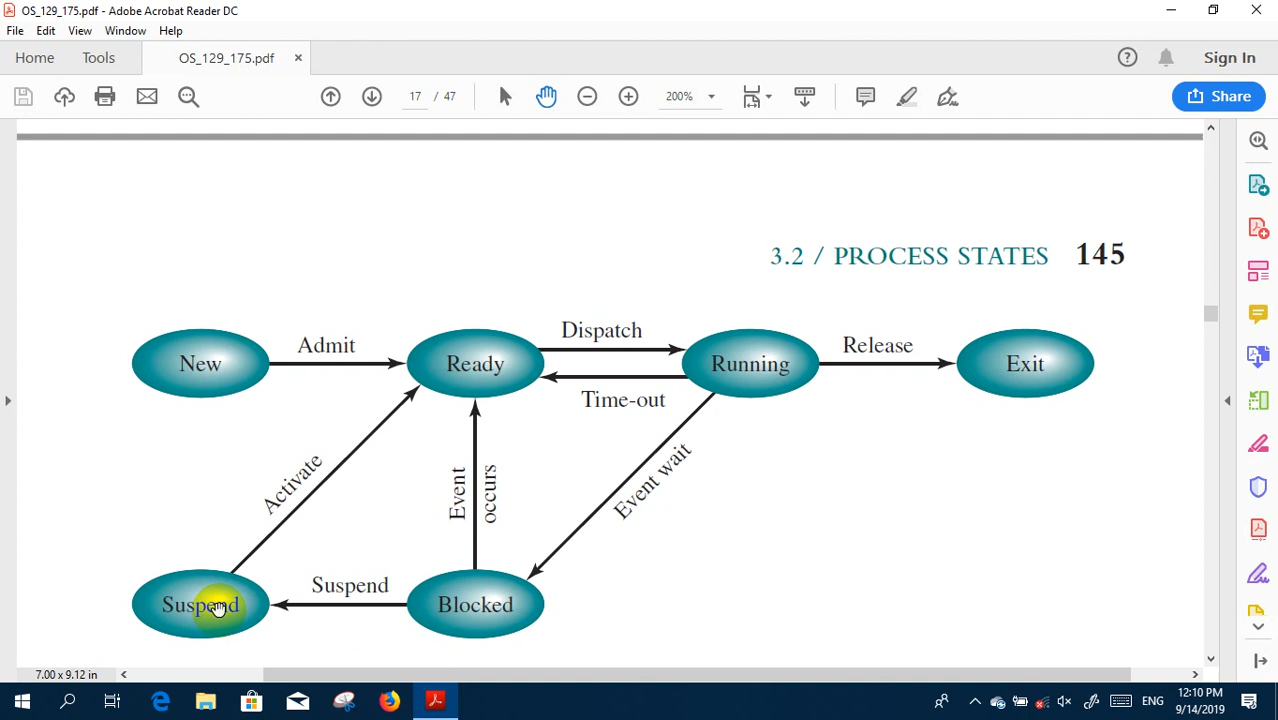 OS_129_175.pdf - Adobe Acrobat Reader DC
File Edit View Window Help
Home Tools OS_129_175.pdf × Sign In
17 / 47 200% Share
3.2 / PROCESS STATES 145
Dispatch
New Admit Ready Running Release Exit
Time-out
Activate
Event occurs
Event wait
Suspend
Suspend Blocked
7.00 x 9.12 in
ENG 12:10 PM
9/14/2019